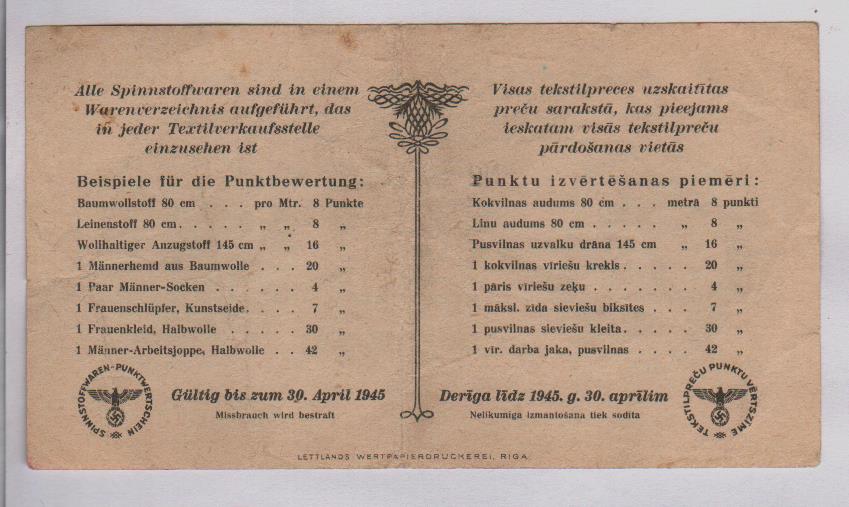 Alle Spinnstoffwaren sind in einem
Warenverzeichnis aufgeführt, das
in jeder Textilverkaufsstelle
einzusehen ist
Beispiele für die Punktbewertung:
Baumwollstoff 80 cm . . . pro Mtr. 8 Punkte
Leinenstoff 80 cm . . . . . „ „ 8 „
Wollhaltiger Anzugstoff 145 cm „ „ 16 „
1 Männerhemd aus Baumwolle . . . 20 „
1 Paar Männer-Socken . . . . . 4 „
1 Frauenschlüpfer, Kunstseide. . . . 7 „
1 Frauenkleid, Halbwolle . . . . . 30 „
1 Männer-Arbeitsjoppe, Halbwolle . . 42 „
SPINNSTOFFWAREN-PUNKTWERTSCHEIN
Gültig bis zum 30. April 1945
Missbrauch wird bestraft
Visas tekstilpreces uzskaitītas
preču sarakstā, kas pieejams
ieskatam visās tekstilpreču
pārdošanas vietās
Punktu izvērtēšanas piemēri:
Kokvilnas audums 80 cm . . . metrā 8 punkti
Linu audums 80 cm . . . . . „ 8 „
Pusvilnas uzvalku drāna 145 cm „ 16 „
1 kokvilnas vīriešu krekls . . . . . 20 „
1 pāris vīriešu zeķu . . . . . . 4 „
1 māksl. zīda sieviešu biksītes . . . 7 „
1 pusvilnas sieviešu kleita. . . . . 30 „
1 vīr. darba jaka, pusvilnas . . . . 42 „
Derīga līdz 1945. g. 30. aprīlim
Nelikumīga izmantošana tiek sodīta
TEKSTILPREČU PUNKTU VĒRTSZĪME
LETTLANDS WERTPAPIERDRUCKEREI, RIGA